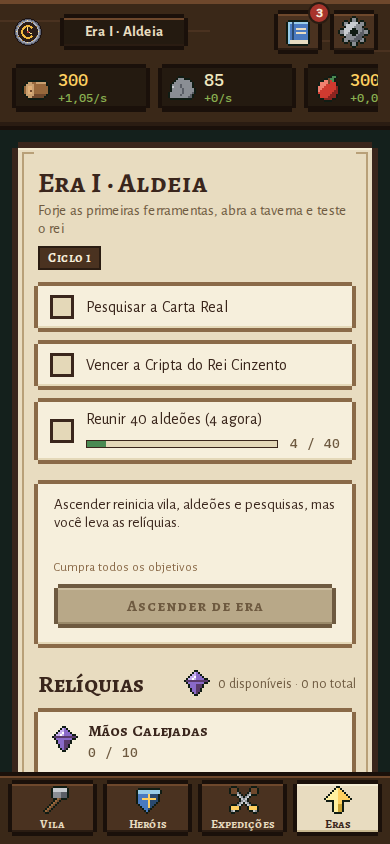 3
Era I · Aldeia
300
+1,05/s
85
+0/s
300
+0,0
Era I · Aldeia
Forje as primeiras ferramentas, abra a taverna e teste
o rei
Ciclo 1
Pesquisar a Carta Real
Vencer a Cripta do Rei Cinzento
Reunir 40 aldeões (4 agora)
4 / 40
Ascender reinicia vila, aldeões e pesquisas, mas
você leva as relíquias.
Cumpra todos os objetivos
Ascender de era
Relíquias
0 disponíveis · 0 no total
Mãos Calejadas
0 / 10
Vila
Heróis
Expedições
Eras